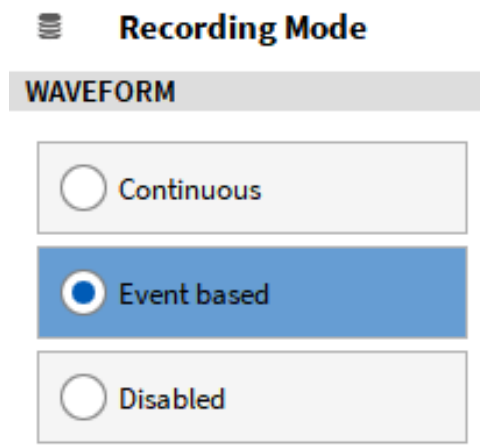 Recording Mode
WAVEFORM
Continuous
Event based
Disabled